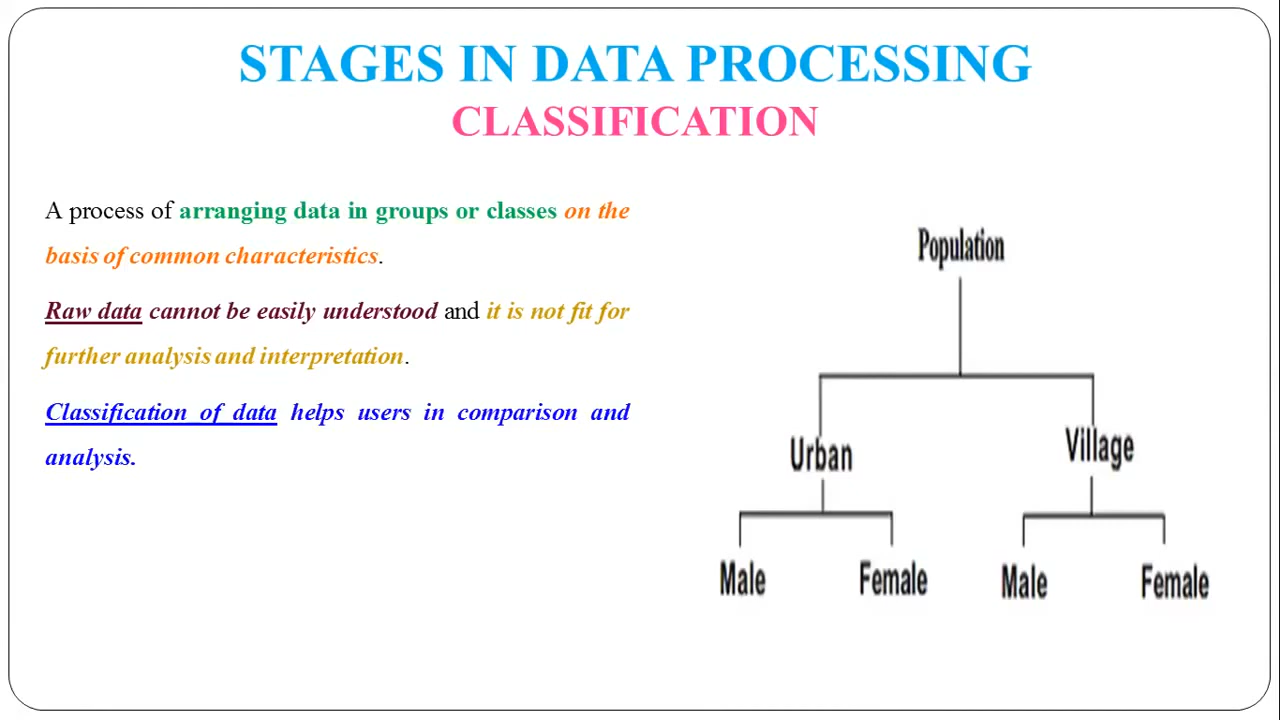 STAGES IN DATA PROCESSING
CLASSIFICATION
A process of arranging data in groups or classes on the
basis of common characteristics.
Raw data cannot be easily understood and it is not fit for
further analysis and interpretation.
Classification of data helps users in comparison and
analysis.
Population
Urban
Village
Male
Female
Male
Female